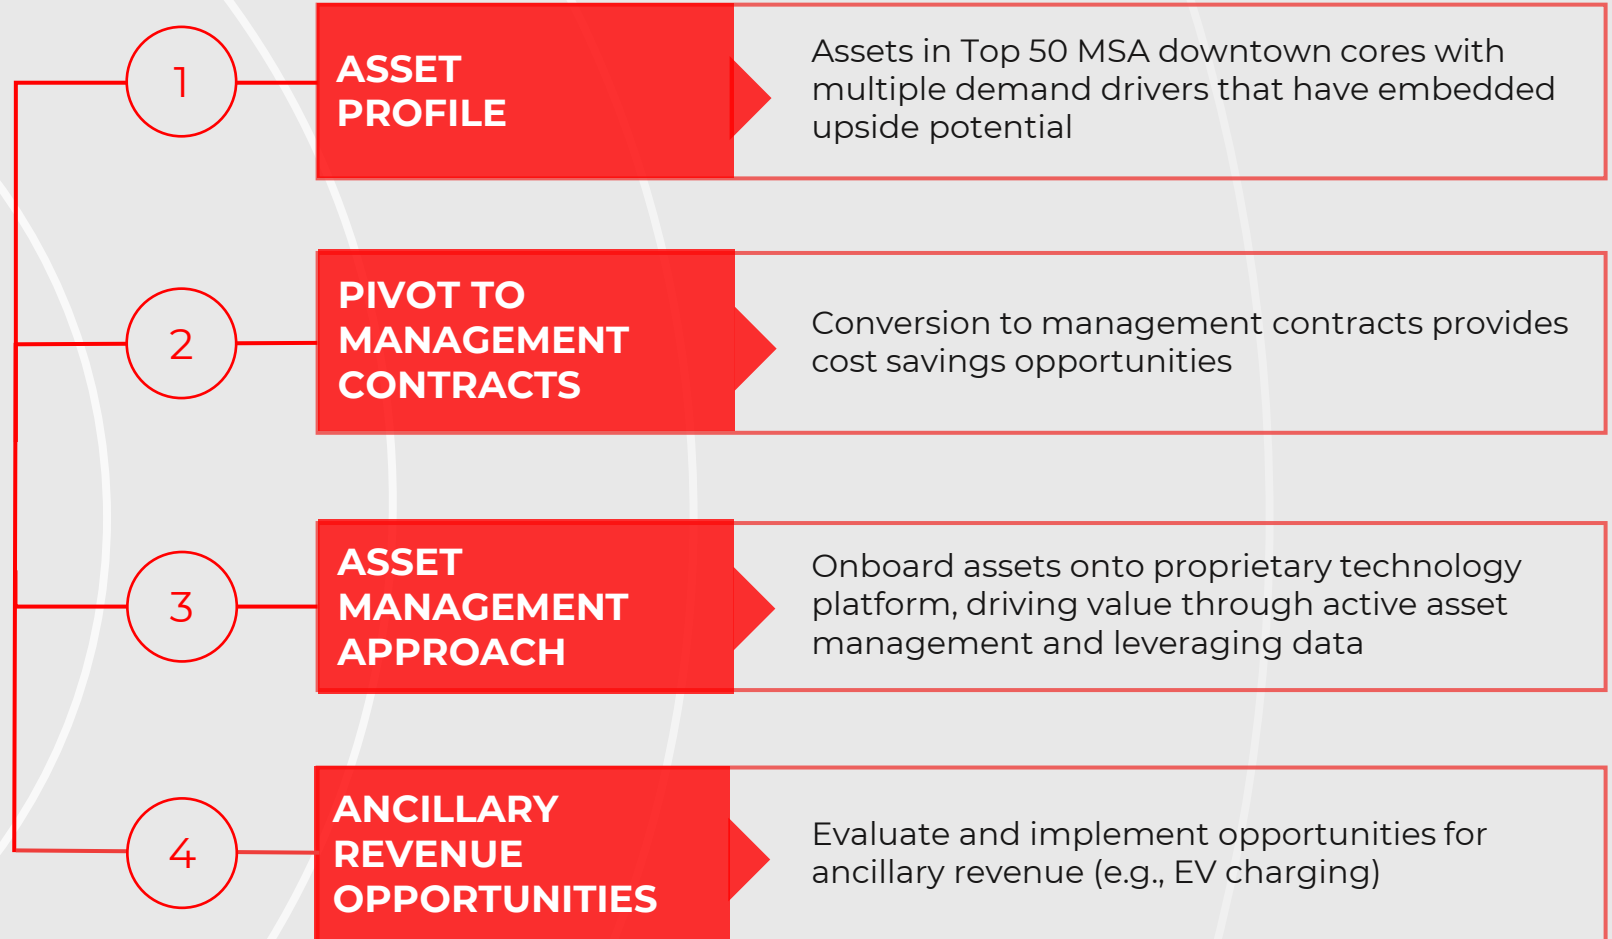 1
ASSET
PROFILE
Assets in Top 50 MSA downtown cores with
multiple demand drivers that have embedded
upside potential
2
PIVOT TO
MANAGEMENT
CONTRACTS
Conversion to management contracts provides
cost savings opportunities
3
ASSET
MANAGEMENT
APPROACH
Onboard assets onto proprietary technology
platform, driving value through active asset
management and leveraging data
4
ANCILLARY
REVENUE
OPPORTUNITIES
Evaluate and implement opportunities for
ancillary revenue (e.g., EV charging)